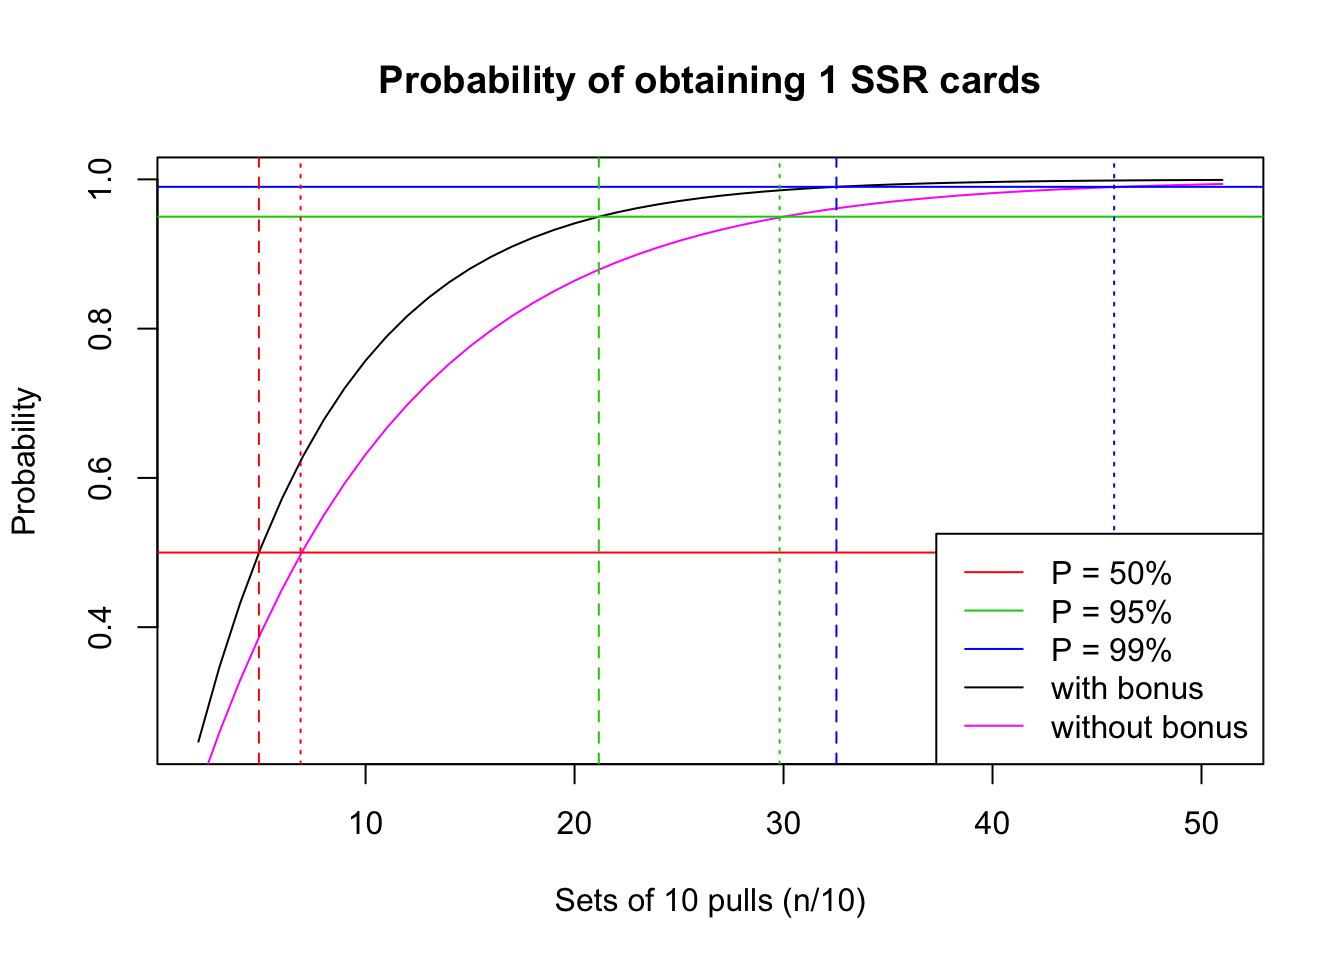 Probability of obtaining 1 SSR cards
Probability
1.0
0.8
0.6
0.4
P = 50%
P = 95%
P = 99%
with bonus
without bonus
10 20 30 40 50
Sets of 10 pulls (n/10)